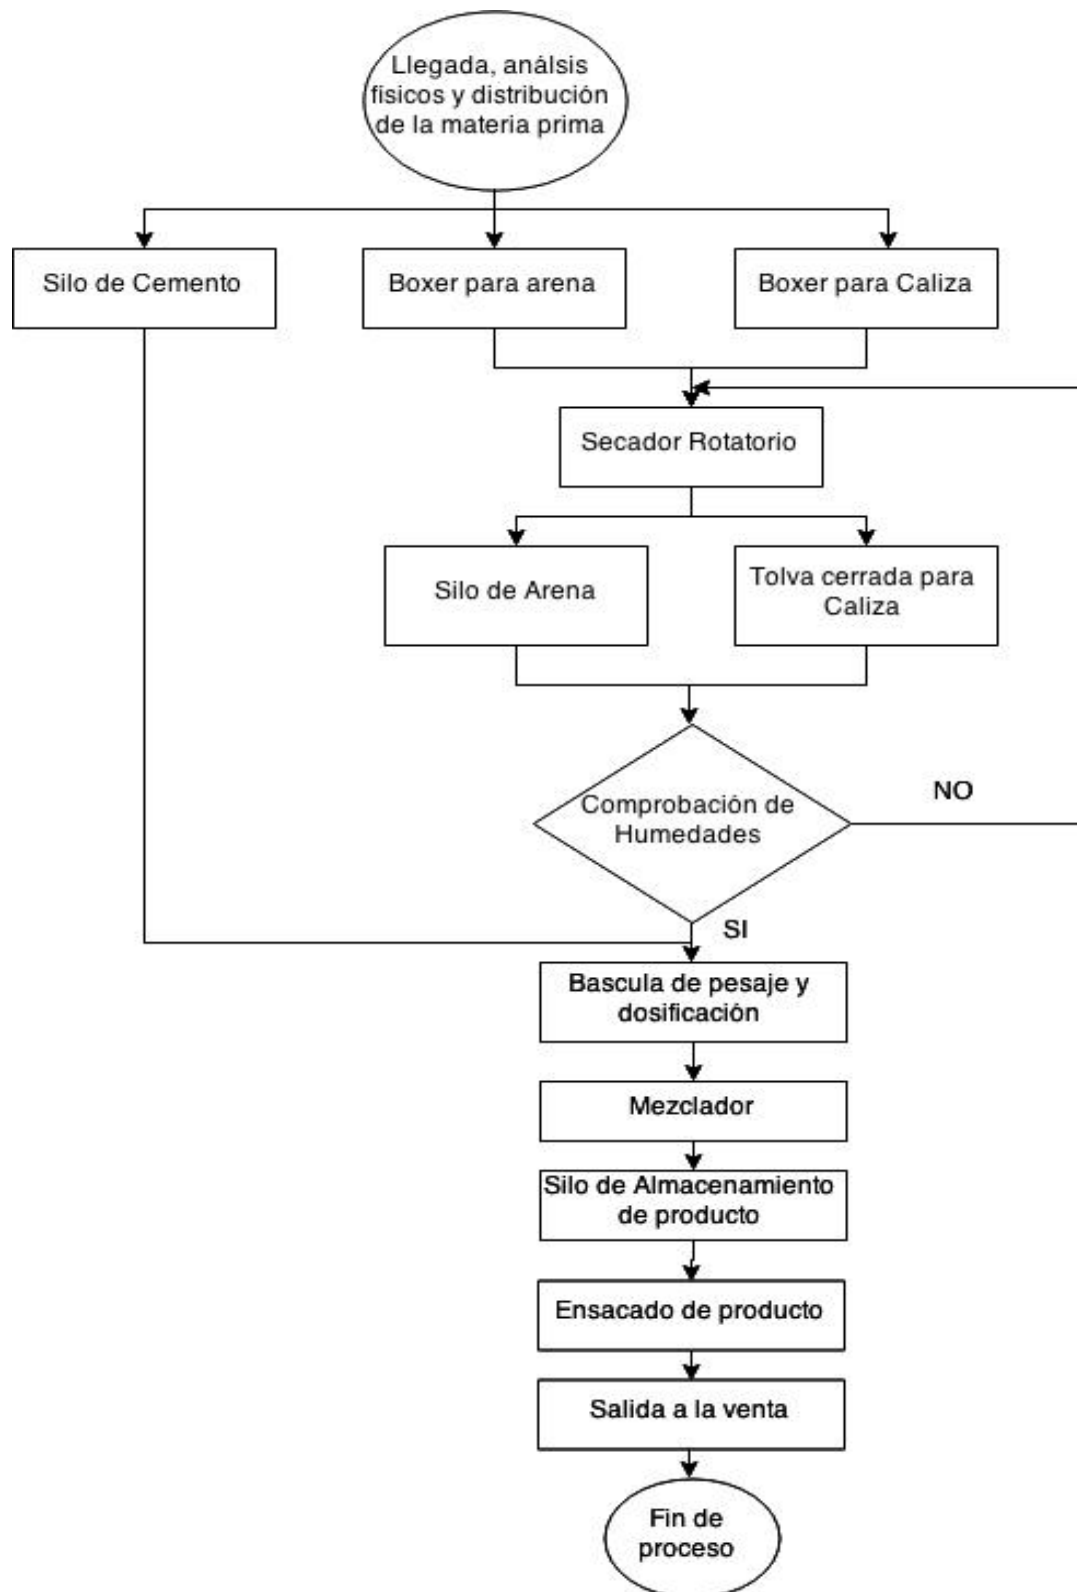 Llegada, análsis
fisicos y distribución
de la materia prima
Silo de Cemento
Boxer para arena
Boxer para Caliza
Secador Rotatorio
Silo de Arena
Tolva cerrada para
Caliza
Comprobación de
Humedades
NO
SI
Bascula de pesaje y
dosificación
Mezclador
Silo de Almacenamiento
de producto
Ensacado de producto
Salida a la venta
Fin de
proceso